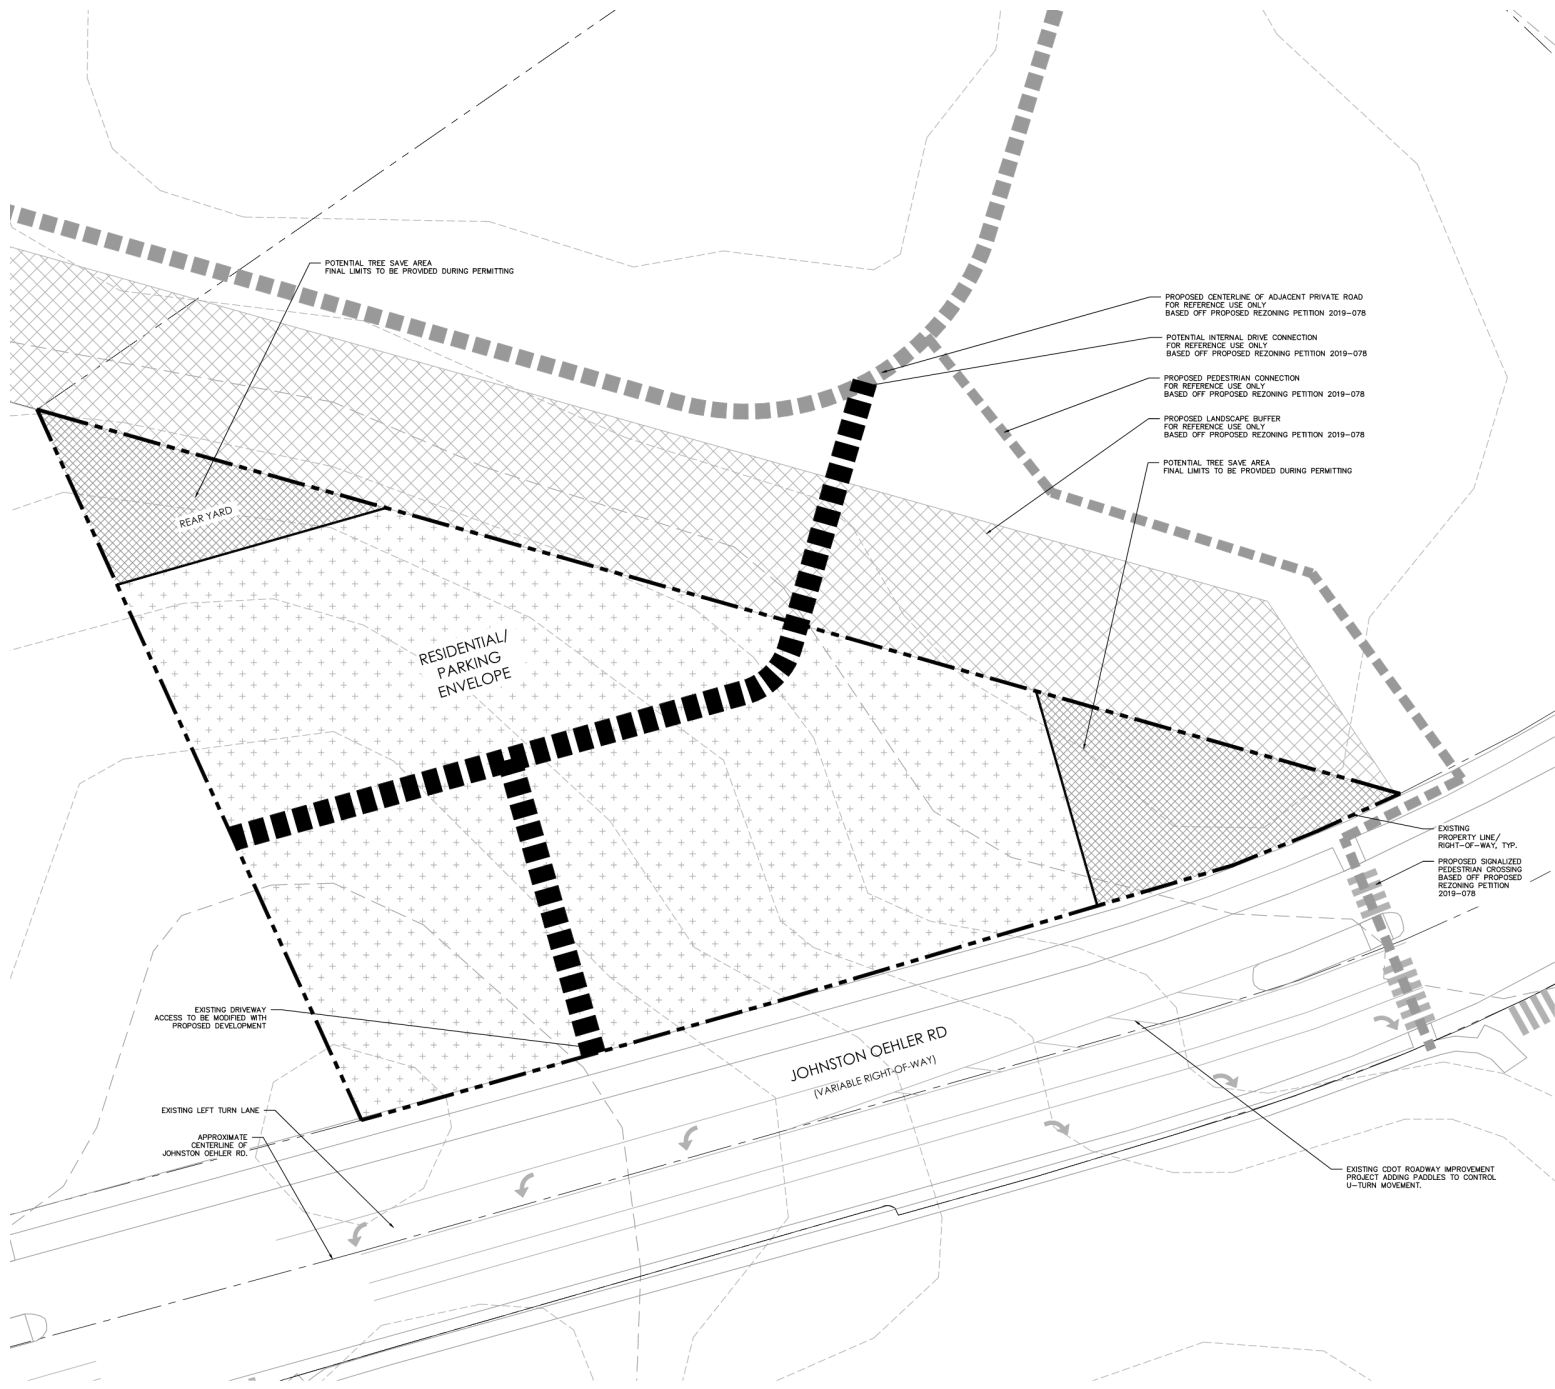 POTENTIAL TREE SAVE AREA
FINAL LIMITS TO BE PROVIDED DURING PERMITTING
PROPOSED CENTERLINE OF ADJACENT PRIVATE ROAD
FOR REFERENCE USE ONLY
BASED OFF PROPOSED REZONING PETITION 2019-078
POTENTIAL INTERNAL DRIVE CONNECTION
FOR REFERENCE USE ONLY
BASED OFF PROPOSED REZONING PETITION 2019-078
PROPOSED PEDESTRIAN CONNECTION
FOR REFERENCE USE ONLY
BASED OFF PROPOSED REZONING PETITION 2019-078
PROPOSED LANDSCAPE BUFFER
FOR REFERENCE USE ONLY
BASED OFF PROPOSED REZONING PETITION 2019-078
POTENTIAL TREE SAVE AREA
FINAL LIMITS TO BE PROVIDED DURING PERMITTING
REAR YARD
RESIDENTIAL/
PARKING
ENVELOPE
EXISTING
PROPERTY LINE/
RIGHT-OF-WAY, TYP.
PROPOSED SIGNALIZED
PEDESTRIAN CROSSING
BASED OFF PROPOSED
REZONING PETITION
2019-078
EXISTING DRIVEWAY
ACCESS TO BE MODIFIED WITH
PROPOSED DEVELOPMENT
JOHNSTON OEHLER RD
(VARIABLE RIGHT-OF-WAY)
EXISTING LEFT TURN LANE
APPROXIMATE
CENTERLINE OF
JOHNSTON OEHLER RD.
EXISTING CDOT ROADWAY IMPROVEMENT
PROJECT ADDING PADDLES TO CONTROL
U-TURN MOVEMENT.